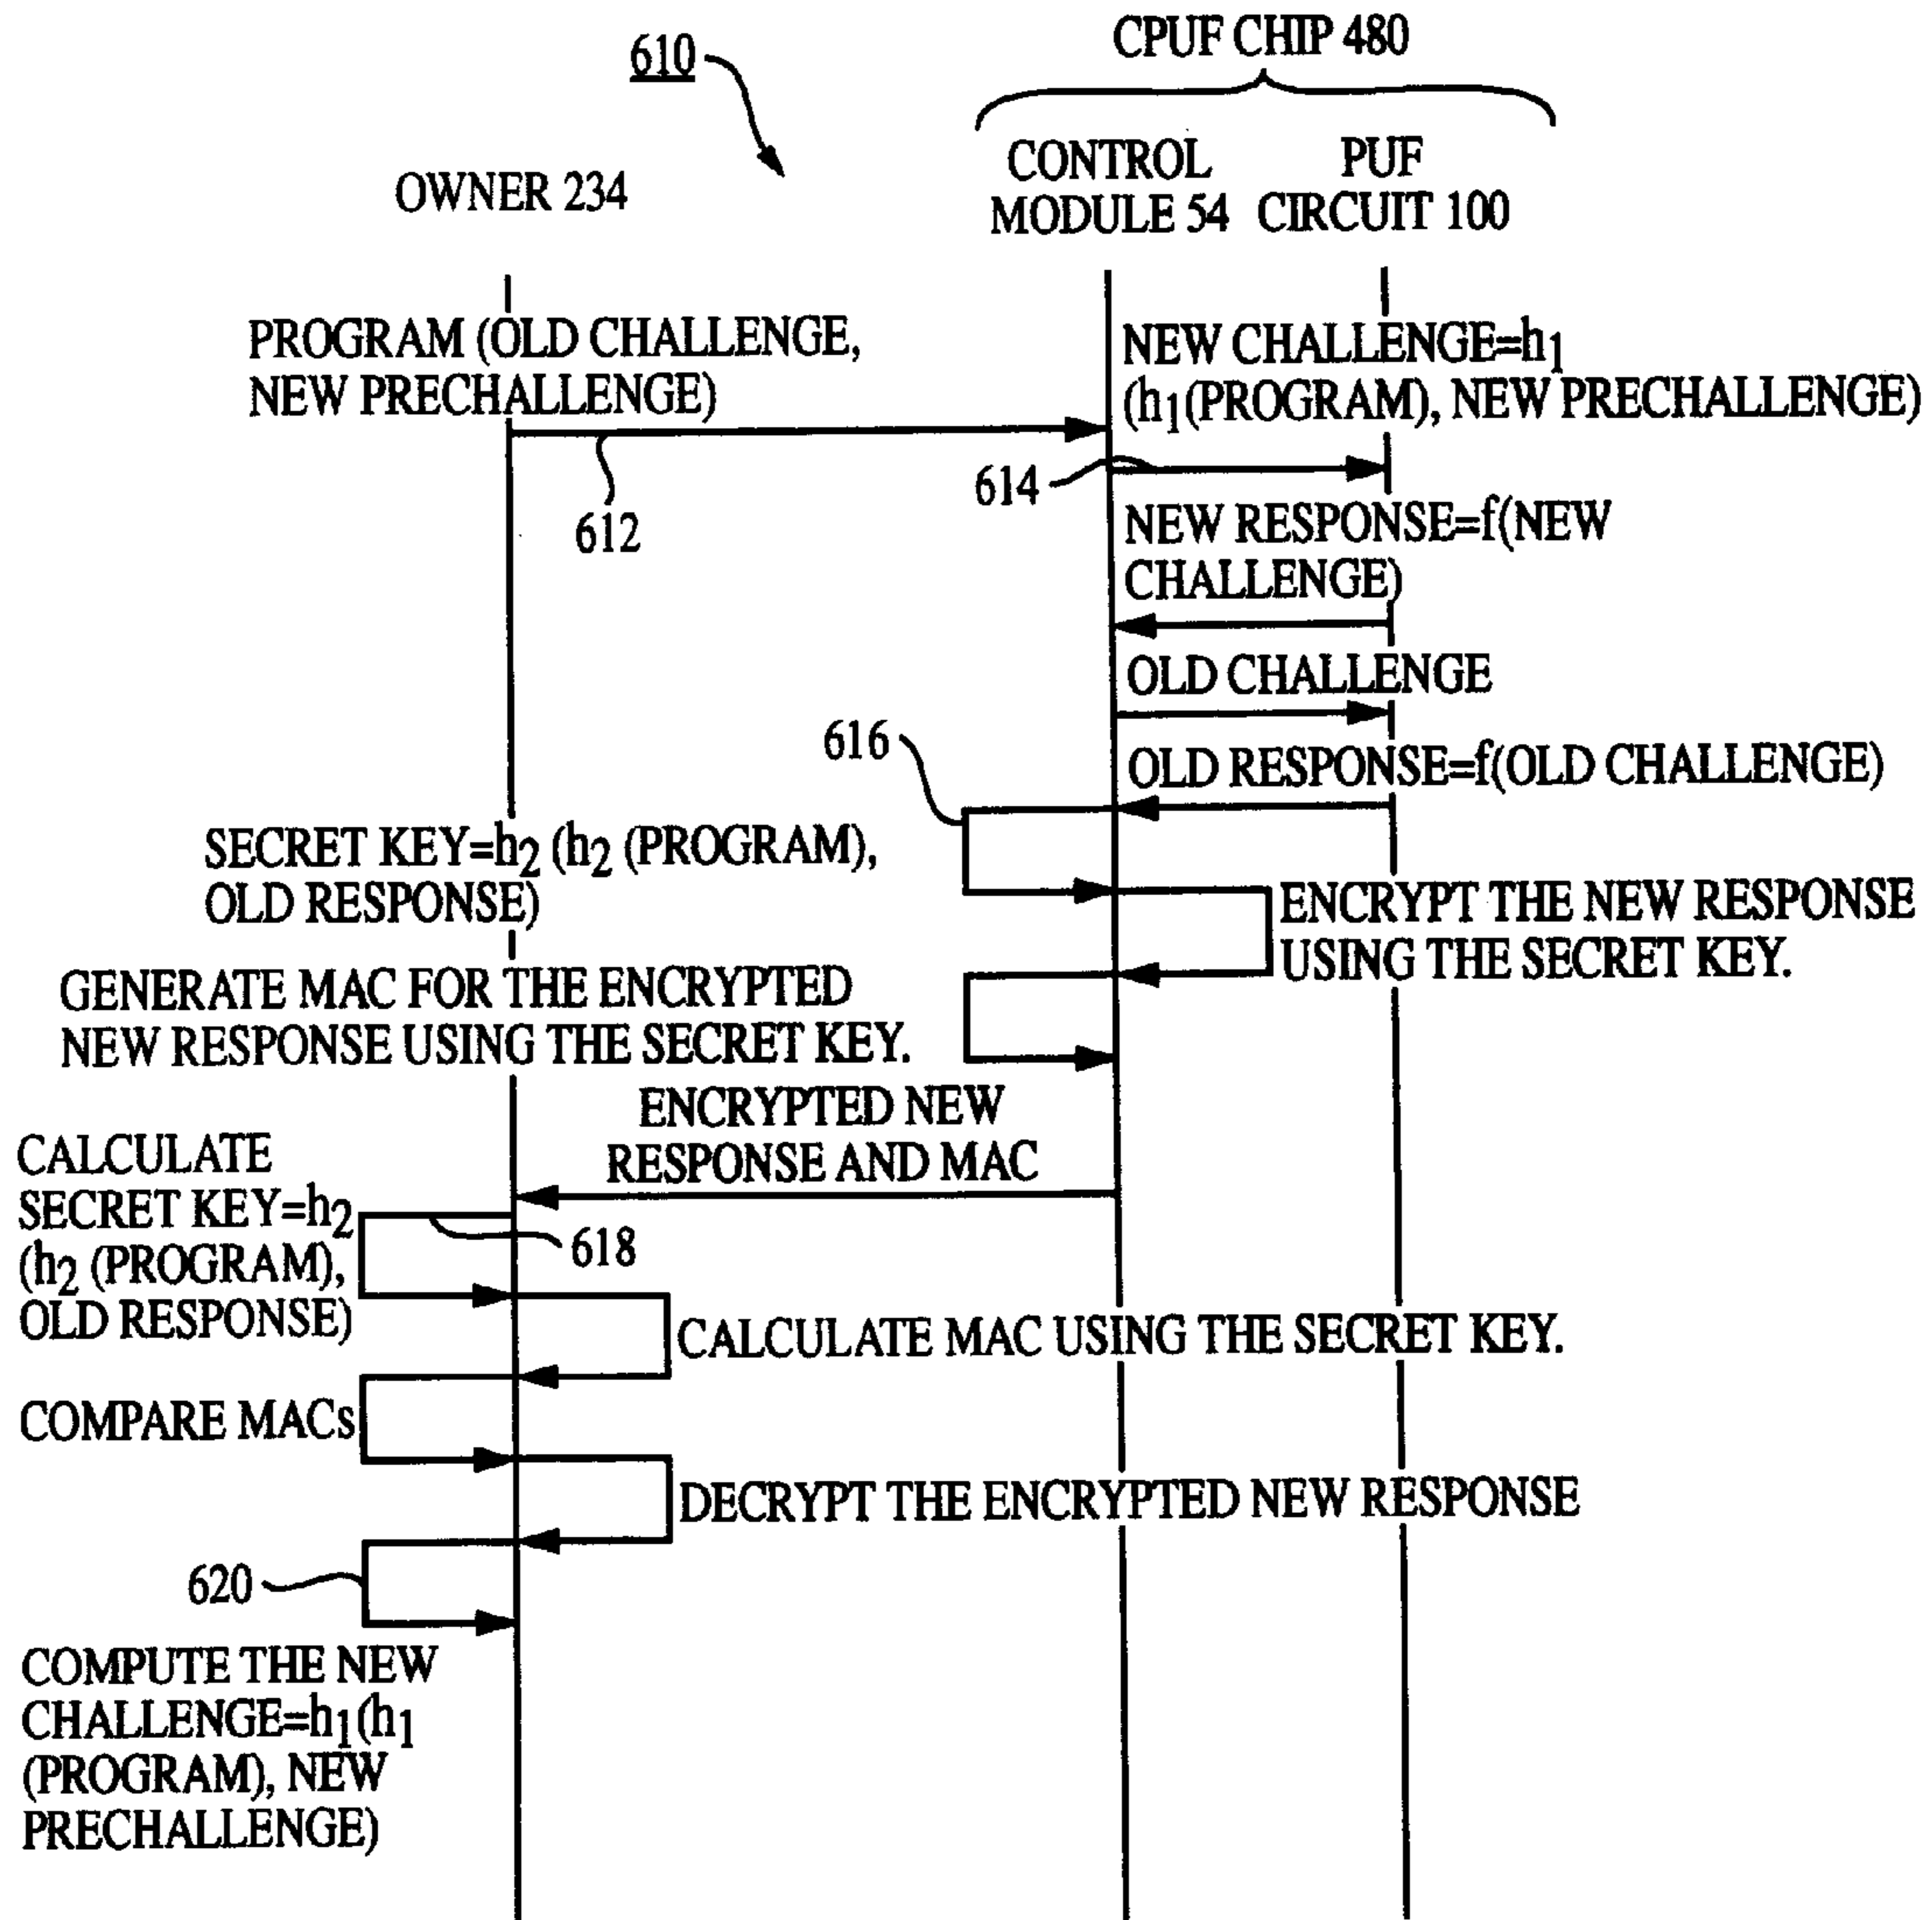 610
CPUF CHIP 480
OWNER 234
CONTROL
MODULE 54
PUF
CIRCUIT 100
PROGRAM (OLD CHALLENGE,
NEW PRECHALLENGE)
612
NEW CHALLENGE=h1
(h1(PROGRAM), NEW PRECHALLENGE)
614
NEW RESPONSE=f(NEW
CHALLENGE)
OLD CHALLENGE
616
OLD RESPONSE=f(OLD CHALLENGE)
SECRET KEY=h2 (h2 (PROGRAM),
OLD RESPONSE)
ENCRYPT THE NEW RESPONSE
USING THE SECRET KEY.
GENERATE MAC FOR THE ENCRYPTED
NEW RESPONSE USING THE SECRET KEY.
ENCRYPTED NEW
RESPONSE AND MAC
CALCULATE
SECRET KEY=h2
(h2 (PROGRAM),
OLD RESPONSE)
618
CALCULATE MAC USING THE SECRET KEY.
COMPARE MACs
DECRYPT THE ENCRYPTED NEW RESPONSE
620
COMPUTE THE NEW
CHALLENGE=h1(h1
(PROGRAM), NEW
PRECHALLENGE)